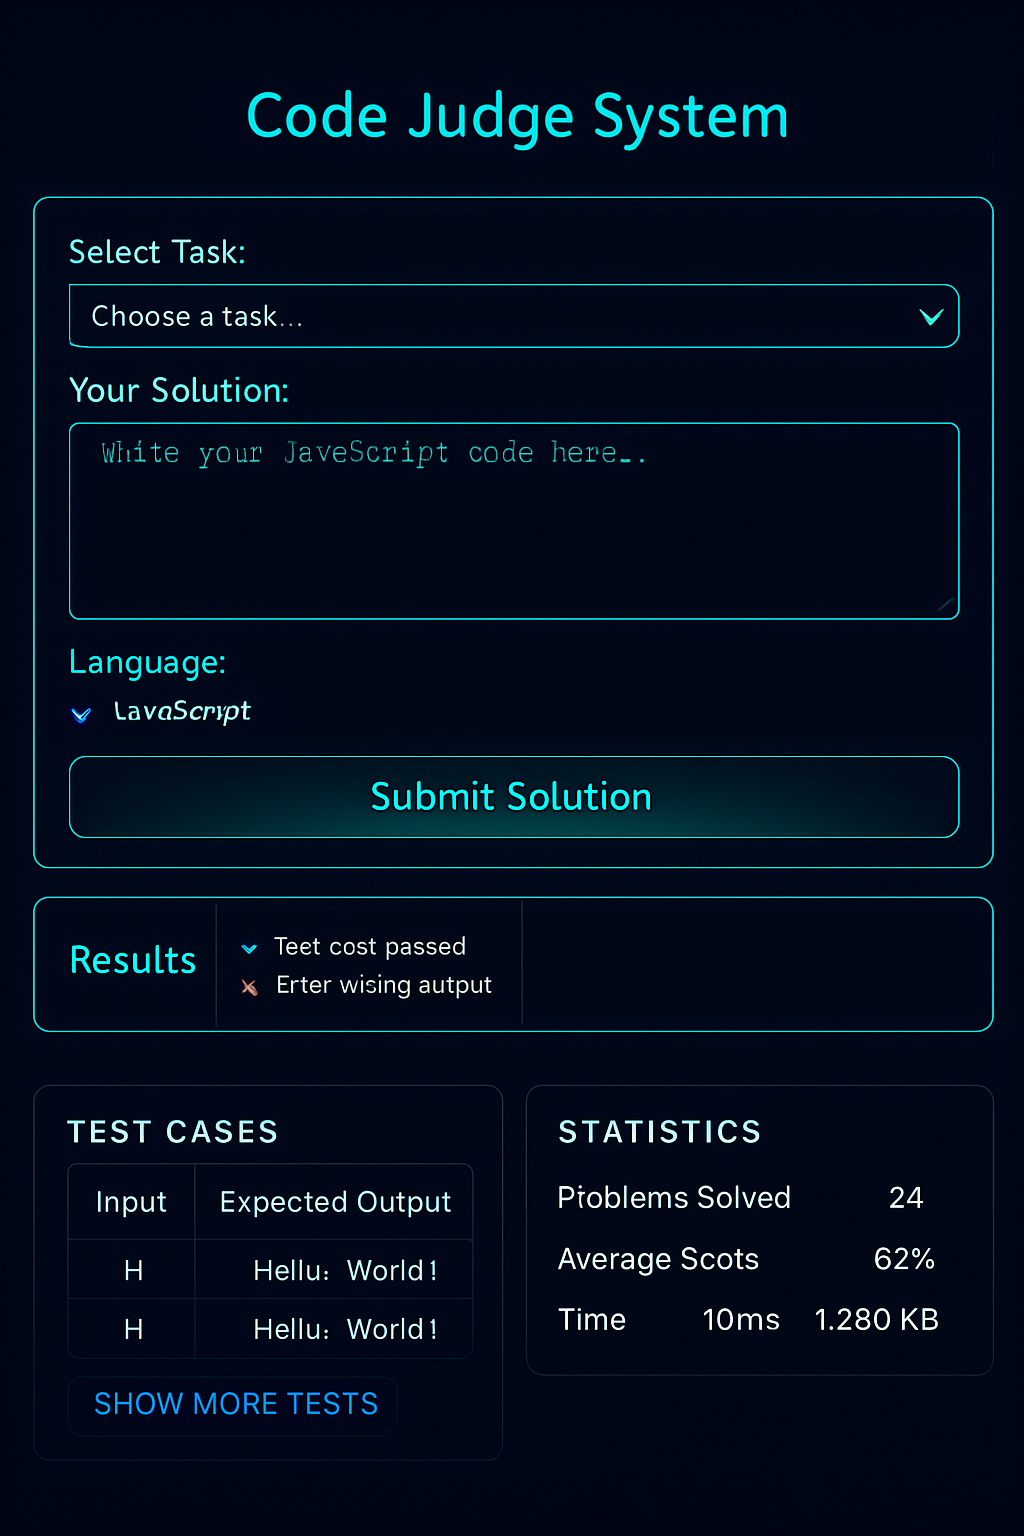 Code Judge System
Select Task:
Choose a task...
Your Solution:
White your JaveScript code here...
Language:
LavaScrypt
Submit Solution
Results
Teet cost passed
Erter wising autput
TEST CASES
Input Expected Output
H Hellu: World!
H Hellu: World!
SHOW MORE TESTS
STATISTICS
Problems Solved 24
Average Scots 62%
Time 10ms 1.280 KB